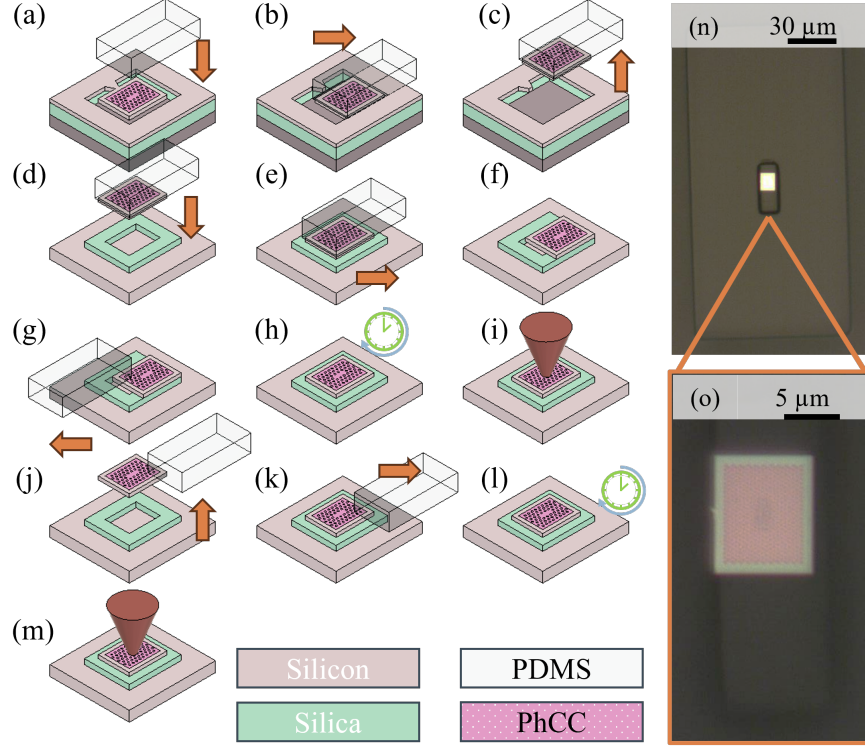 (a)
(b)
(c)
(n)
30 µm
(d)
(e)
(f)
(g)
(h)
(i)
(o)
5 µm
(j)
(k)
(l)
(m)
Silicon
PDMS
Silica
PhCC